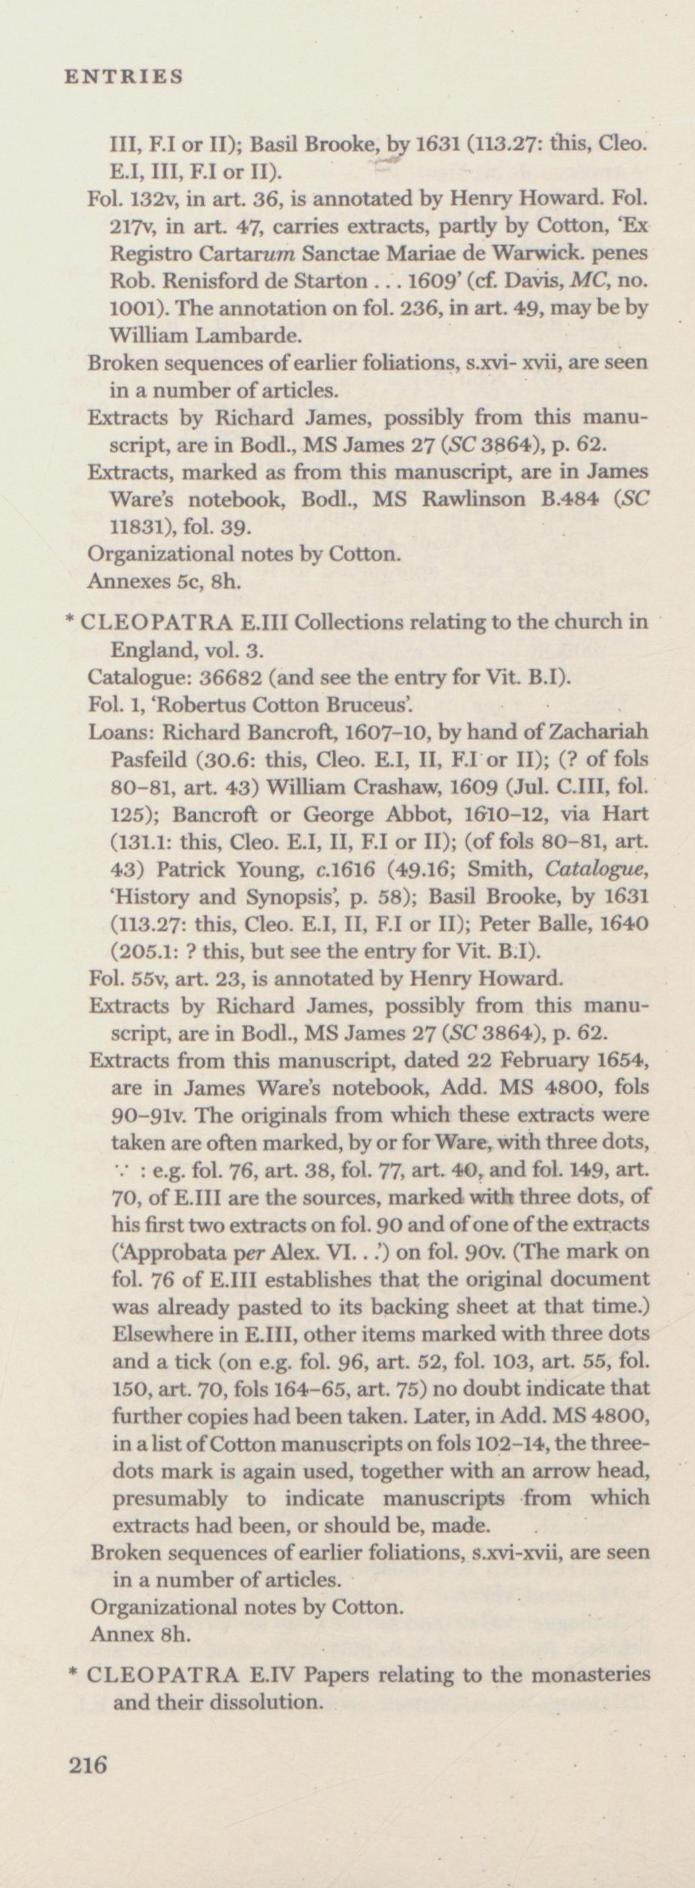 ENTRIES
III, F.I or II); Basil Brooke, by 1631 (113.27: this, Cleo.
E.I, III, F.I or II).
Fol. 132v, in art. 36, is annotated by Henry Howard. Fol.
217v, in art. 47, carries extracts, partly by Cotton, ‘Ex
Registro Cartarum Sanctae Mariae de Warwick. penes
Rob. Renisford de Starton . . . 1609’ (cf. Davis, MC, no.
1001). The annotation on fol. 236, in art. 49, may be by
William Lambarde.
Broken sequences of earlier foliations, s.xvi- xvii, are seen
in a number of articles.
Extracts by Richard James, possibly from this manu-
script, are in Bodl., MS James 27 (SC 3864), p. 62.
Extracts, marked as from this manuscript, are in James
Ware’s notebook, Bodl., MS Rawlinson B.484 (SC
11831), fol. 39.
Organizational notes by Cotton.
Annexes 5c, 8h.
* CLEOPATRA E.III Collections relating to the church in
England, vol. 3.
Catalogue: 36682 (and see the entry for Vit. B.I).
Fol. 1, ‘Robertus Cotton Bruceus’.
Loans: Richard Bancroft, 1607–10, by hand of Zachariah
Pasfeild (30.6: this, Cleo. E.I, II, F.I or II); (? of fols
80–81, art. 43) William Crashaw, 1609 (Jul. C.III, fol.
125); Bancroft or George Abbot, 1610–12, via Hart
(131.1: this, Cleo. E.I, II, F.I or II); (of fols 80–81, art.
43) Patrick Young, c.1616 (49.16; Smith, Catalogue,
‘History and Synopsis’, p. 58); Basil Brooke, by 1631
(113.27: this, Cleo. E.I, II, F.I or II); Peter Balle, 1640
(205.1: ? this, but see the entry for Vit. B.I).
Fol. 55v, art. 23, is annotated by Henry Howard.
Extracts by Richard James, possibly from this manu-
script, are in Bodl., MS James 27 (SC 3864), p. 62.
Extracts from this manuscript, dated 22 February 1654,
are in James Ware’s notebook, Add. MS 4800, fols
90–91v. The originals from which these extracts were
taken are often marked, by or for Ware, with three dots,
∵ : e.g. fol. 76, art. 38, fol. 77, art. 40, and fol. 149, art.
70, of E.III are the sources, marked with three dots, of
his first two extracts on fol. 90 and of one of the extracts
(‘Approbata per Alex. VI. . .’) on fol. 90v. (The mark on
fol. 76 of E.III establishes that the original document
was already pasted to its backing sheet at that time.)
Elsewhere in E.III, other items marked with three dots
and a tick (on e.g. fol. 96, art. 52, fol. 103, art. 55, fol.
150, art. 70, fols 164–65, art. 75) no doubt indicate that
further copies had been taken. Later, in Add. MS 4800,
in a list of Cotton manuscripts on fols 102–14, the three-
dots mark is again used, together with an arrow head,
presumably to indicate manuscripts from which
extracts had been, or should be, made.
Broken sequences of earlier foliations, s.xvi-xvii, are seen
in a number of articles.
Organizational notes by Cotton.
Annex 8h.
* CLEOPATRA E.IV Papers relating to the monasteries
and their dissolution.
216